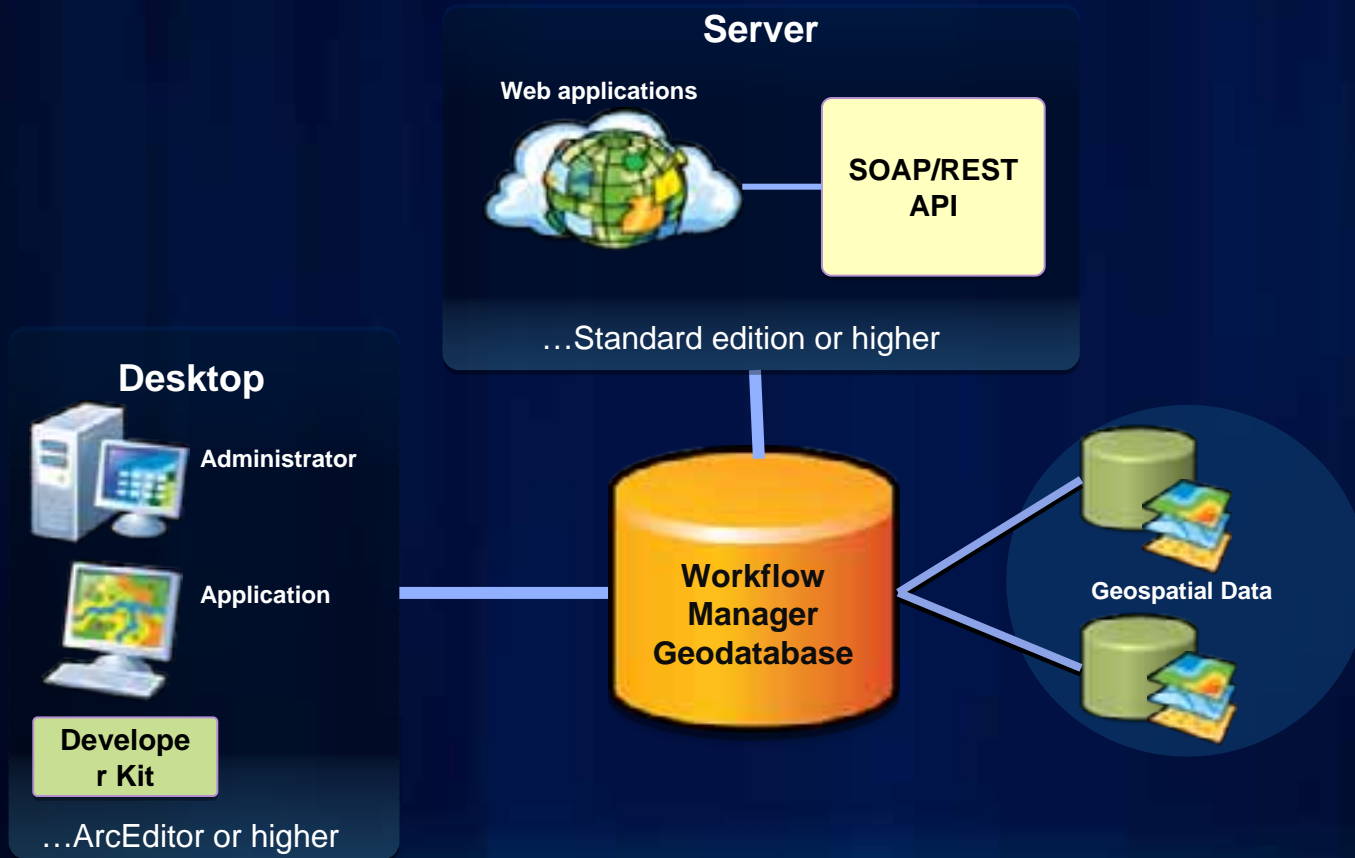 Server
Web applications
SOAP/REST
API
…Standard edition or higher
Desktop
Administrator
Application
Develope
r Kit
…ArcEditor or higher
Workflow
Manager
Geodatabase
Geospatial Data